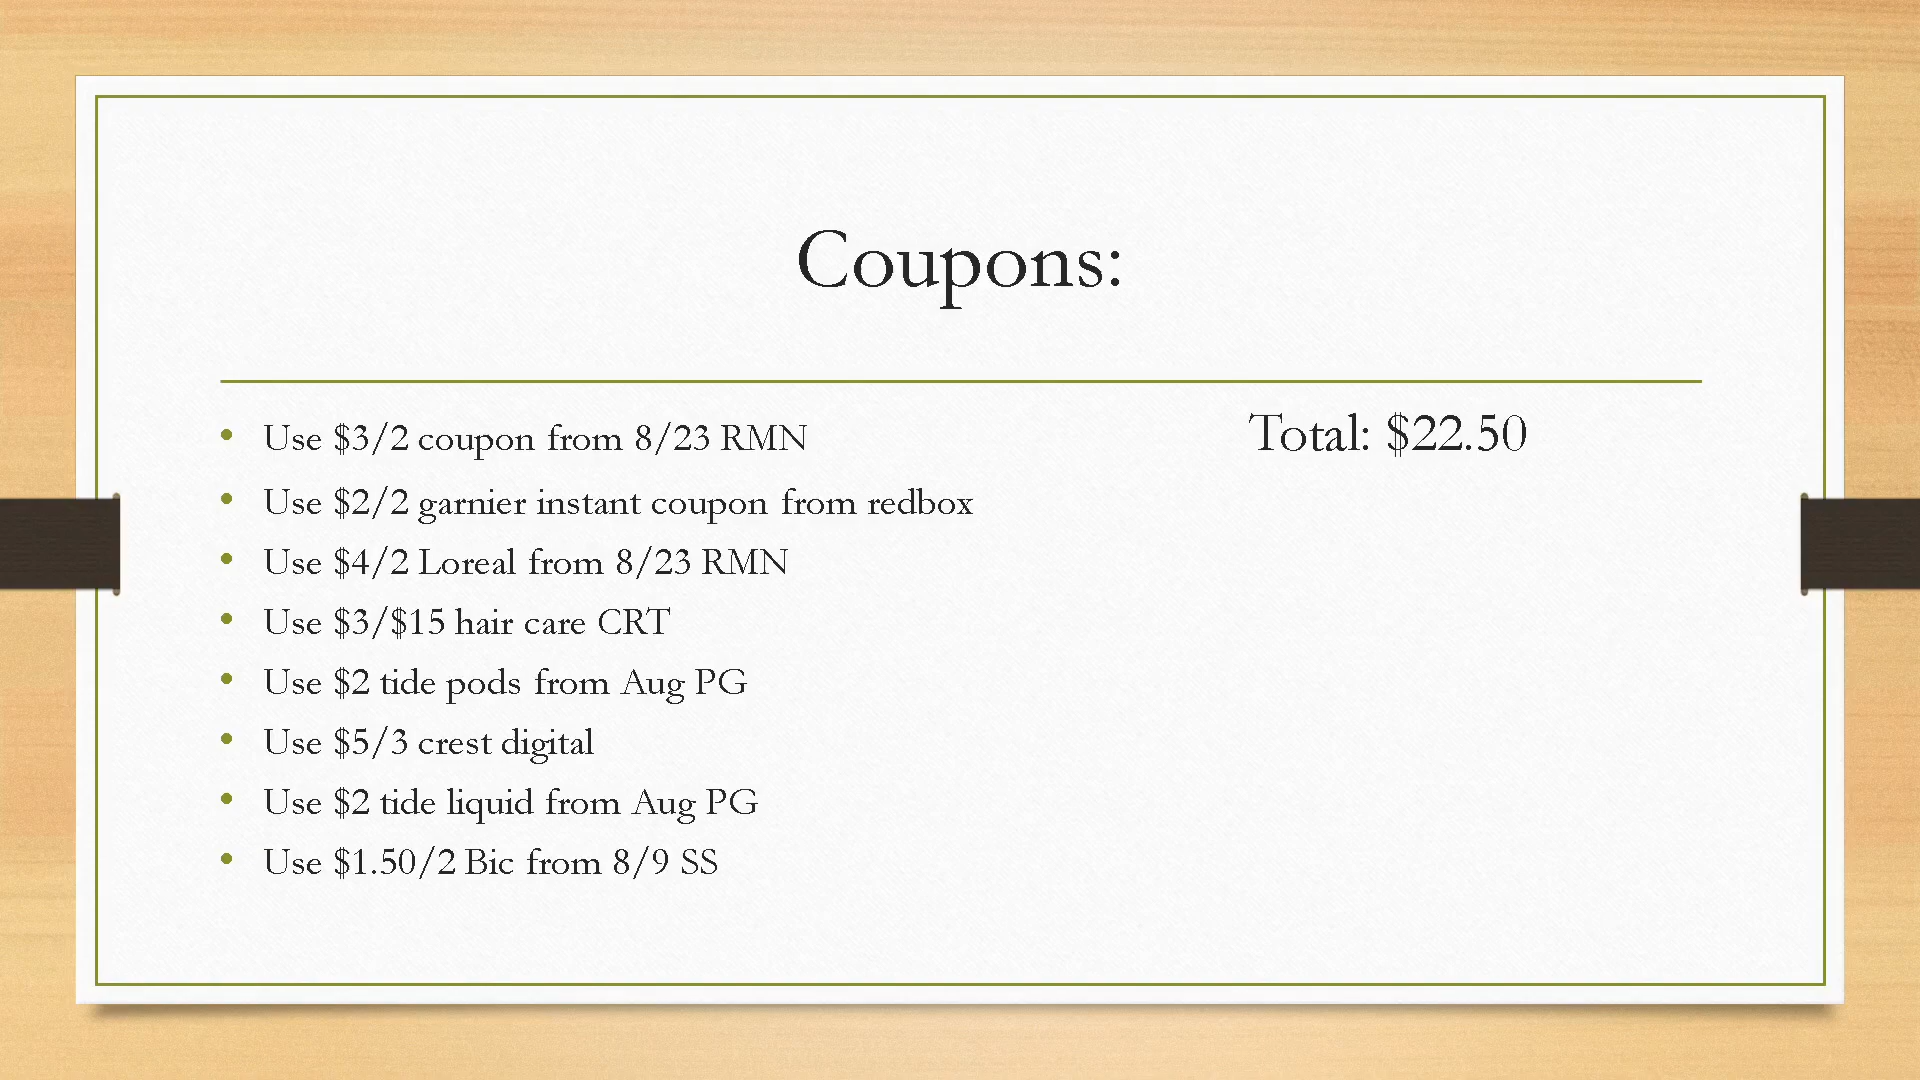 Coupons:
Use $3/2 coupon from 8/23 RMN
Use $2/2 garnier instant coupon from redbox
Use $4/2 Loreal from 8/23 RMN
Use $3/$15 hair care CRT
Use $2 tide pods from Aug PG
Use $5/3 crest digital
Use $2 tide liquid from Aug PG
Use $1.50/2 Bic from 8/9 SS
Total: $22.50